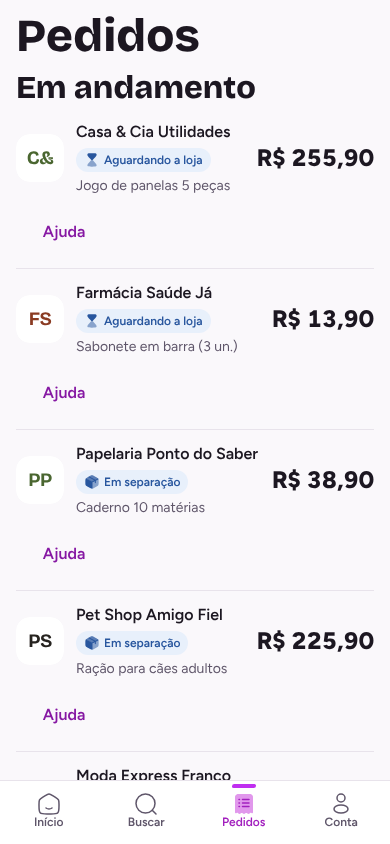 Pedidos
Em andamento
C&
Casa & Cia Utilidades
Aguardando a loja
Jogo de panelas 5 peças
R$ 255,90
Ajuda
FS
Farmácia Saúde Já
Aguardando a loja
Sabonete em barra (3 un.)
R$ 13,90
Ajuda
PP
Papelaria Ponto do Saber
Em separação
Caderno 10 matérias
R$ 38,90
Ajuda
PS
Pet Shop Amigo Fiel
Em separação
Ração para cães adultos
R$ 225,90
Ajuda
Moda Express Franco
Início
Buscar
Pedidos
Conta